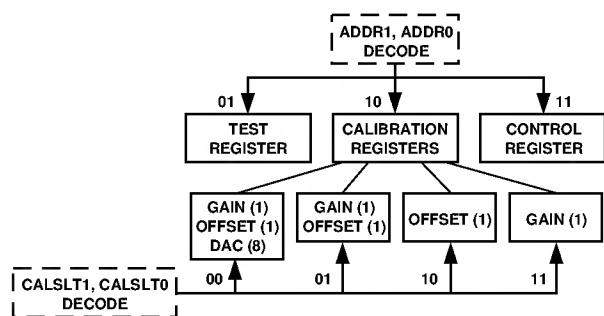 ADDR1, ADDR0
DECODE
01
10
11
TEST
REGISTER
CALIBRATION
REGISTERS
CONTROL
REGISTER
GAIN (1)
OFFSET (1)
DAC (8)
GAIN (1)
OFFSET (1)
OFFSET (1)
GAIN (1)
CALSLT1, CALSLT0
DECODE
00
01
10
11